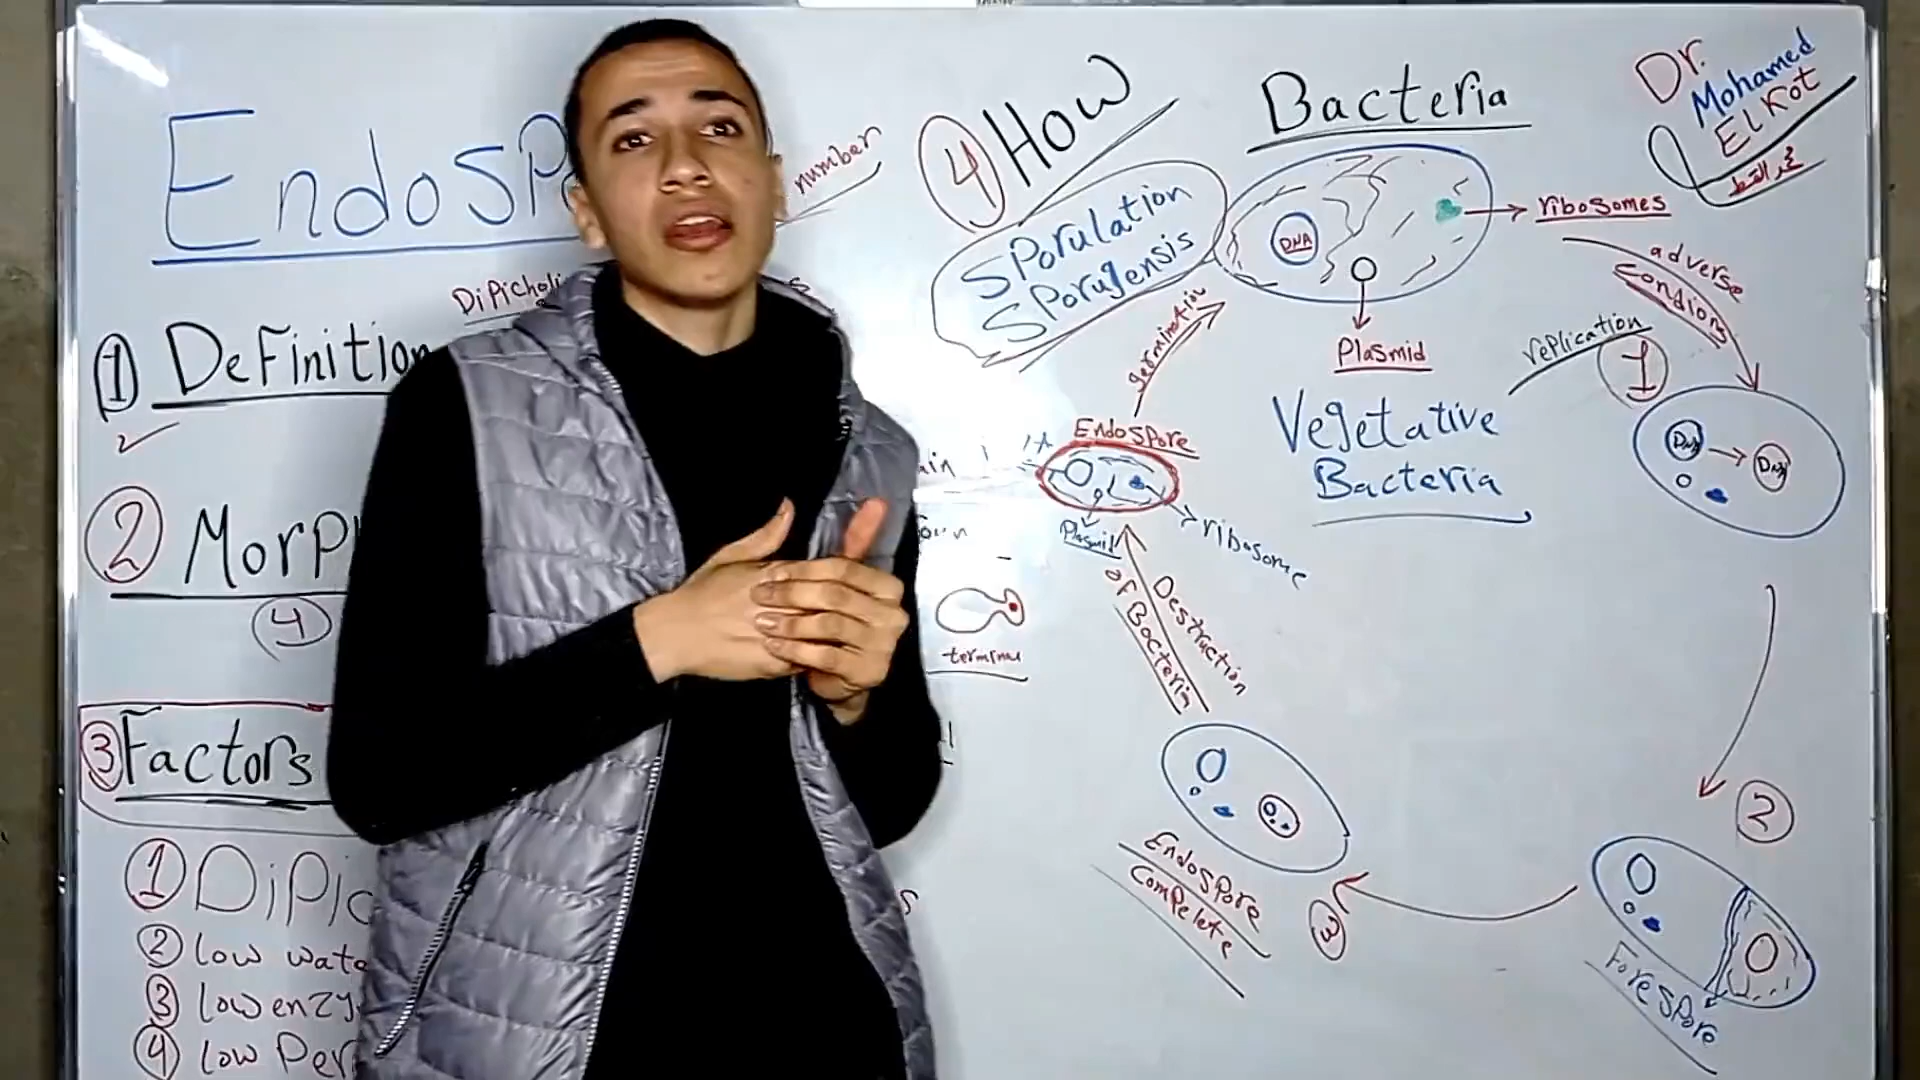 EndoSP
number
DiPicholi
1 Definition
2 Morp
4
3 Factors
1 DiPic
2 low wate
3 low enzy
4 low Per
4 How
SPorulation
SPorugensis
Bacteria
Dr.
Mohamed
ELKot
DNA
ribosomes
Plasmid
adverse
condions
replication
1
germination
Vegetative
Bacteria
EndoSPore
Plasmid
ribosome
DNA
DNA
terminal
Destruction
of Bacteria
2
EndoSPore
comPelete
3
ForeSPore